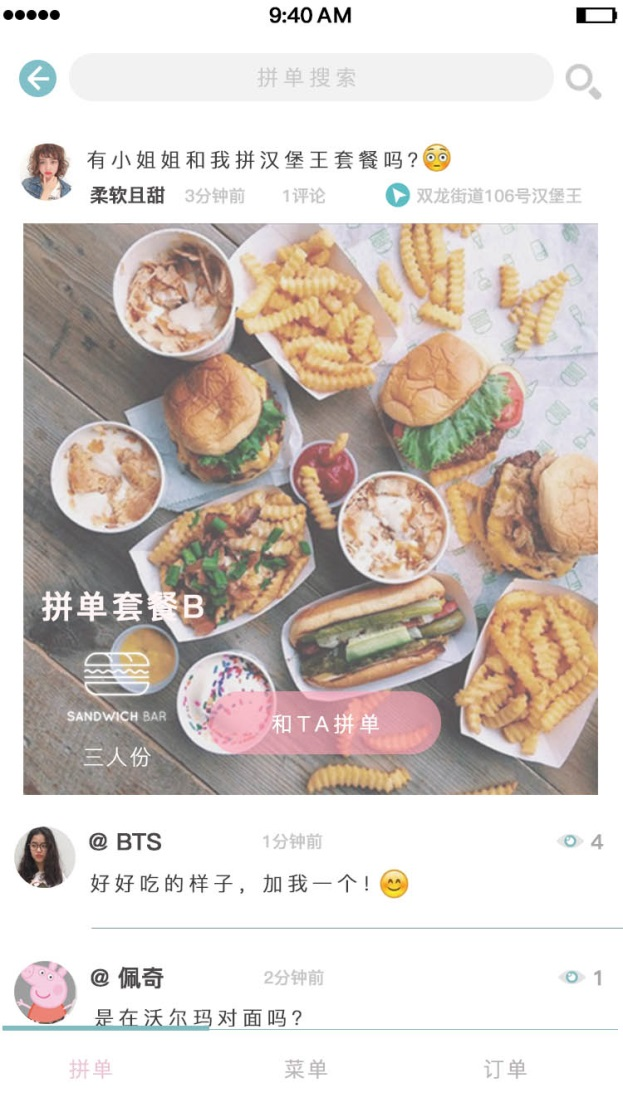 9:40 AM
拼单搜索
有小姐姐和我拼汉堡王套餐吗?😳
柔软且甜 3分钟前 1评论 双龙街道106号汉堡王
拼单套餐B
SANDWICH BAR
和TA拼单
三人份
@ BTS 1分钟前 4
好好吃的样子，加我一个!😊
@ 佩奇 2分钟前 1
是在沃尔玛对面吗?
拼单 菜单 订单